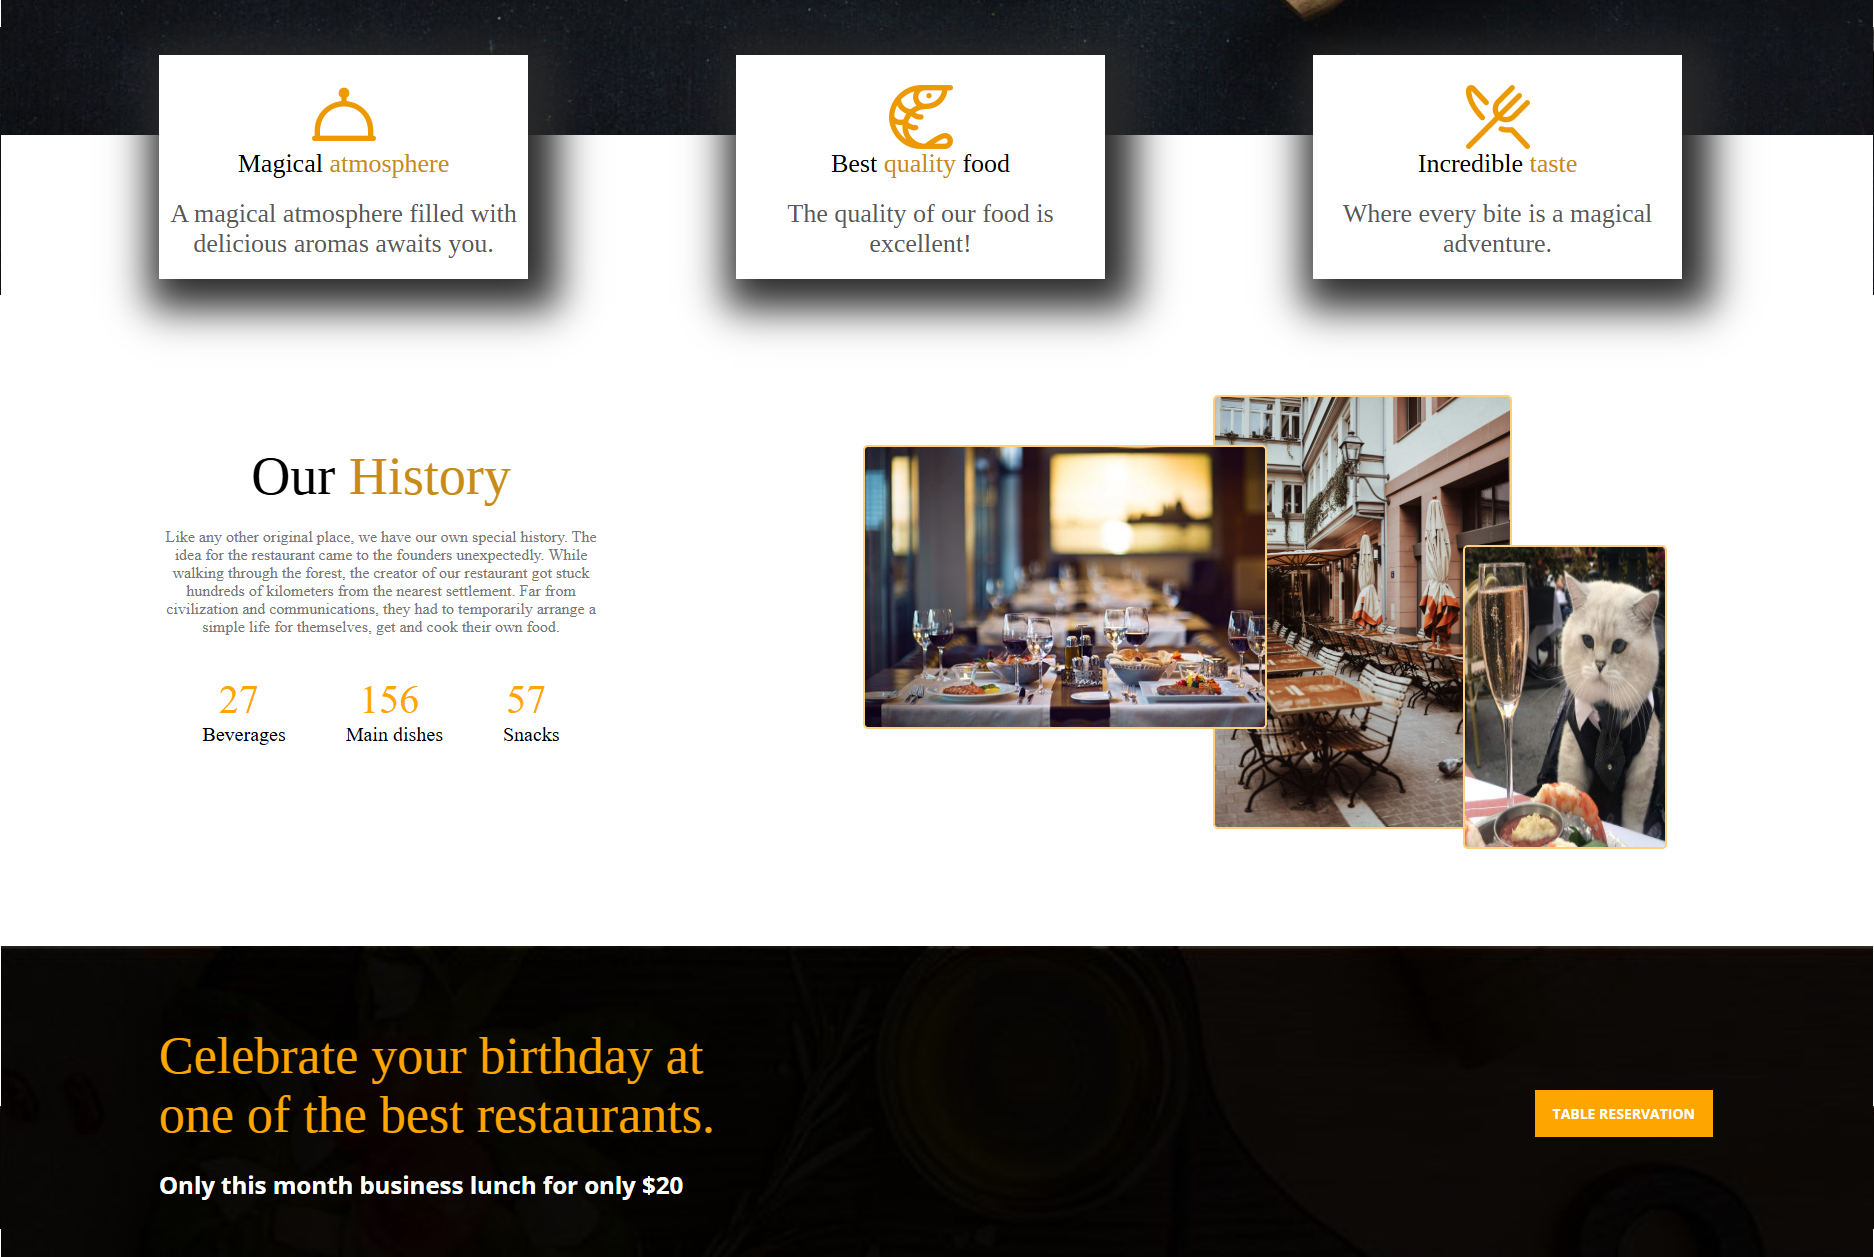 Magical atmosphere
A magical atmosphere filled with
delicious aromas awaits you.
Best quality food
The quality of our food is
excellent!
Incredible taste
Where every bite is a magical
adventure.
Our History
Like any other original place, we have our own special history. The
idea for the restaurant came to the founders unexpectedly. While
walking through the forest, the creator of our restaurant got stuck
hundreds of kilometers from the nearest settlement. Far from
civilization and communications, they had to temporarily arrange a
simple life for themselves, get and cook their own food.
27
Beverages
156
Main dishes
57
Snacks
Celebrate your birthday at
one of the best restaurants.
Only this month business lunch for only $20
TABLE RESERVATION